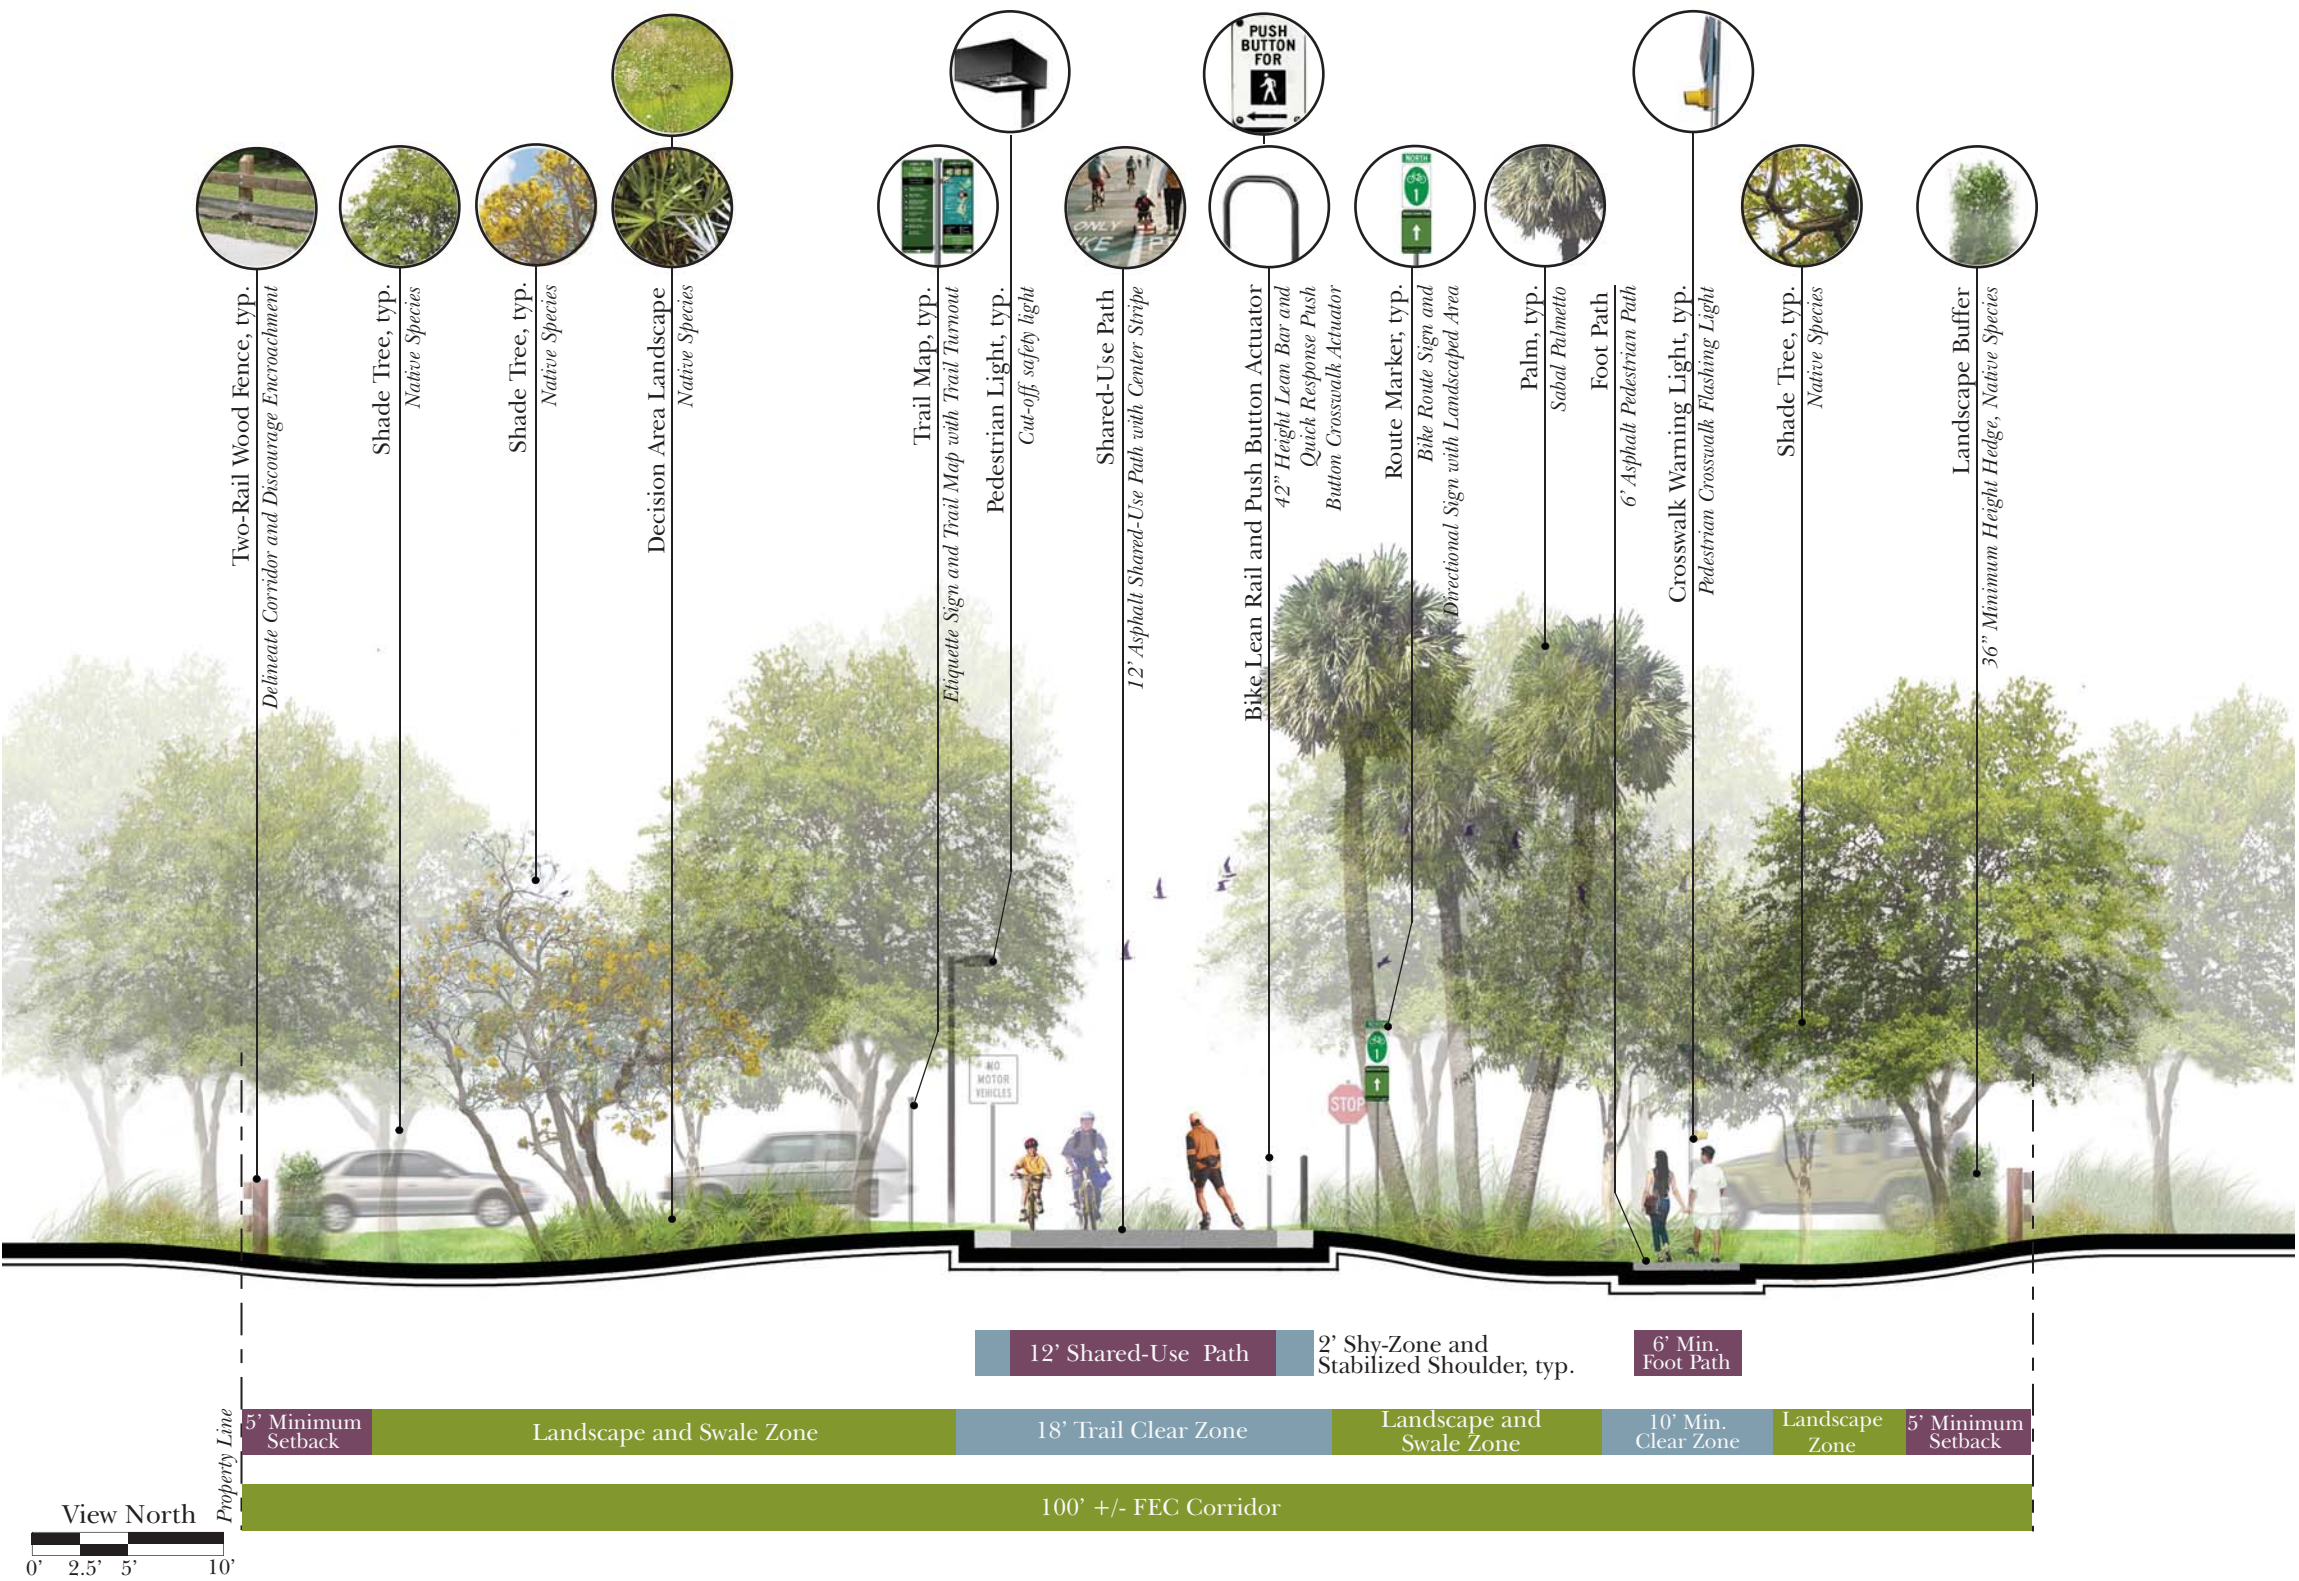 PUSH
BUTTON
FOR
NORTH
1
ONLY
Two-Rail Wood Fence, typ.
Delineate Corridor and Discourage Encroachment
Shade Tree, typ.
Native Species
Shade Tree, typ.
Native Species
Decision Area Landscape
Native Species
Trail Map, typ.
Etiquette Sign and Trail Map with Trail Turnout
Pedestrian Light, typ.
Cut-off, safety light
Shared-Use Path
12' Asphalt Shared-Use Path with Center Stripe
Bike Lean Rail and Push Button Actuator
42" Height Lean Bar and
Quick Response Push
Button Crosswalk Actuator
Route Marker, typ.
Bike Route Sign and
Directional Sign with Landscaped Area
Palm, typ.
Sabal Palmetto
Foot Path
6' Asphalt Pedestrian Path
Crosswalk Warning Light, typ.
Pedestrian Crosswalk Flashing Light
Shade Tree, typ.
Native Species
Landscape Buffer
36" Minimum Height Hedge, Native Species
NO
MOTOR
VEHICLES
1
STOP
12' Shared-Use Path
2' Shy-Zone and
Stabilized Shoulder, typ.
6' Min.
Foot Path
Property Line
5' Minimum
Setback
Landscape and Swale Zone
18' Trail Clear Zone
Landscape and
Swale Zone
10' Min.
Clear Zone
Landscape
Zone
5' Minimum
Setback
100' +/- FEC Corridor
View North
0' 2.5' 5' 10'